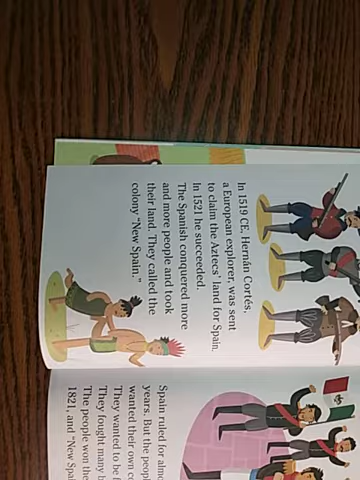 In 1519 CE, Hernán Cortés,
a European explorer, was sent
to claim the Aztecs' land for Spain.
In 1521 he succeeded.
The Spanish conquered more
and more people and took
their land. They called the
colony "New Spain."
Spain ruled for almo
years. But the peopl
wanted their own co
They wanted to be f
They fought many b
The people won the
1821, and "New Spa